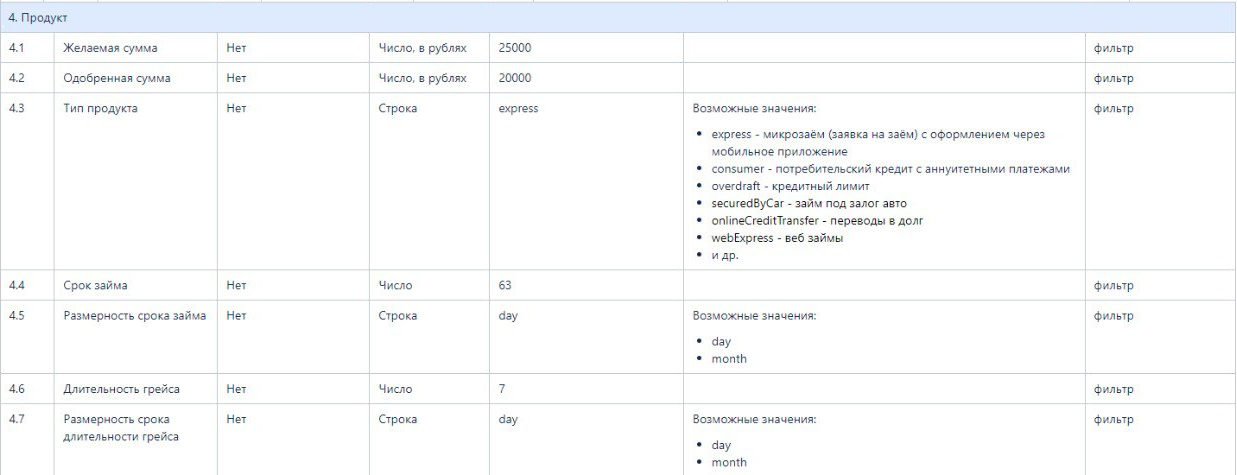 4. Продукт
4.1 Желаемая сумма Нет Число, в рублях 25000 фильтр
4.2 Одобренная сумма Нет Число, в рублях 20000 фильтр
4.3 Тип продукта Нет Строка express Возможные значения: фильтр
• express - микрозаём (заявка на заём) с оформлением через
мобильное приложение
• consumer - потребительский кредит с аннуитетными платежами
• overdraft - кредитный лимит
• securedByCar - займ под залог авто
• onlineCreditTransfer - переводы в долг
• webExpress - веб займы
• и др.
4.4 Срок займа Нет Число 63 фильтр
4.5 Размерность срока займа Нет Строка day Возможные значения: фильтр
• day
• month
4.6 Длительность грейса Нет Число 7 фильтр
4.7 Размерность срока Нет Строка day Возможные значения: фильтр
длительности грейса
• day
• month